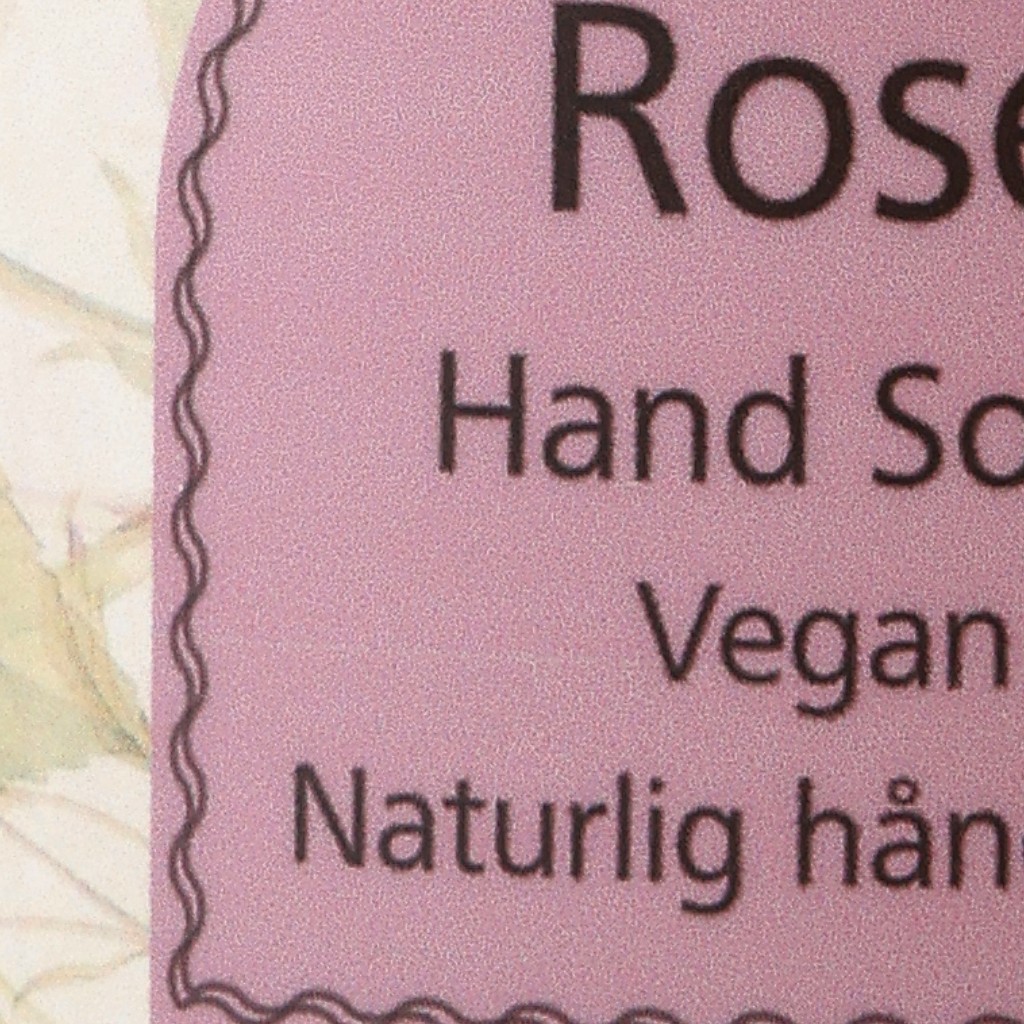 Rose
Hand So
Vegan
Naturlig hån